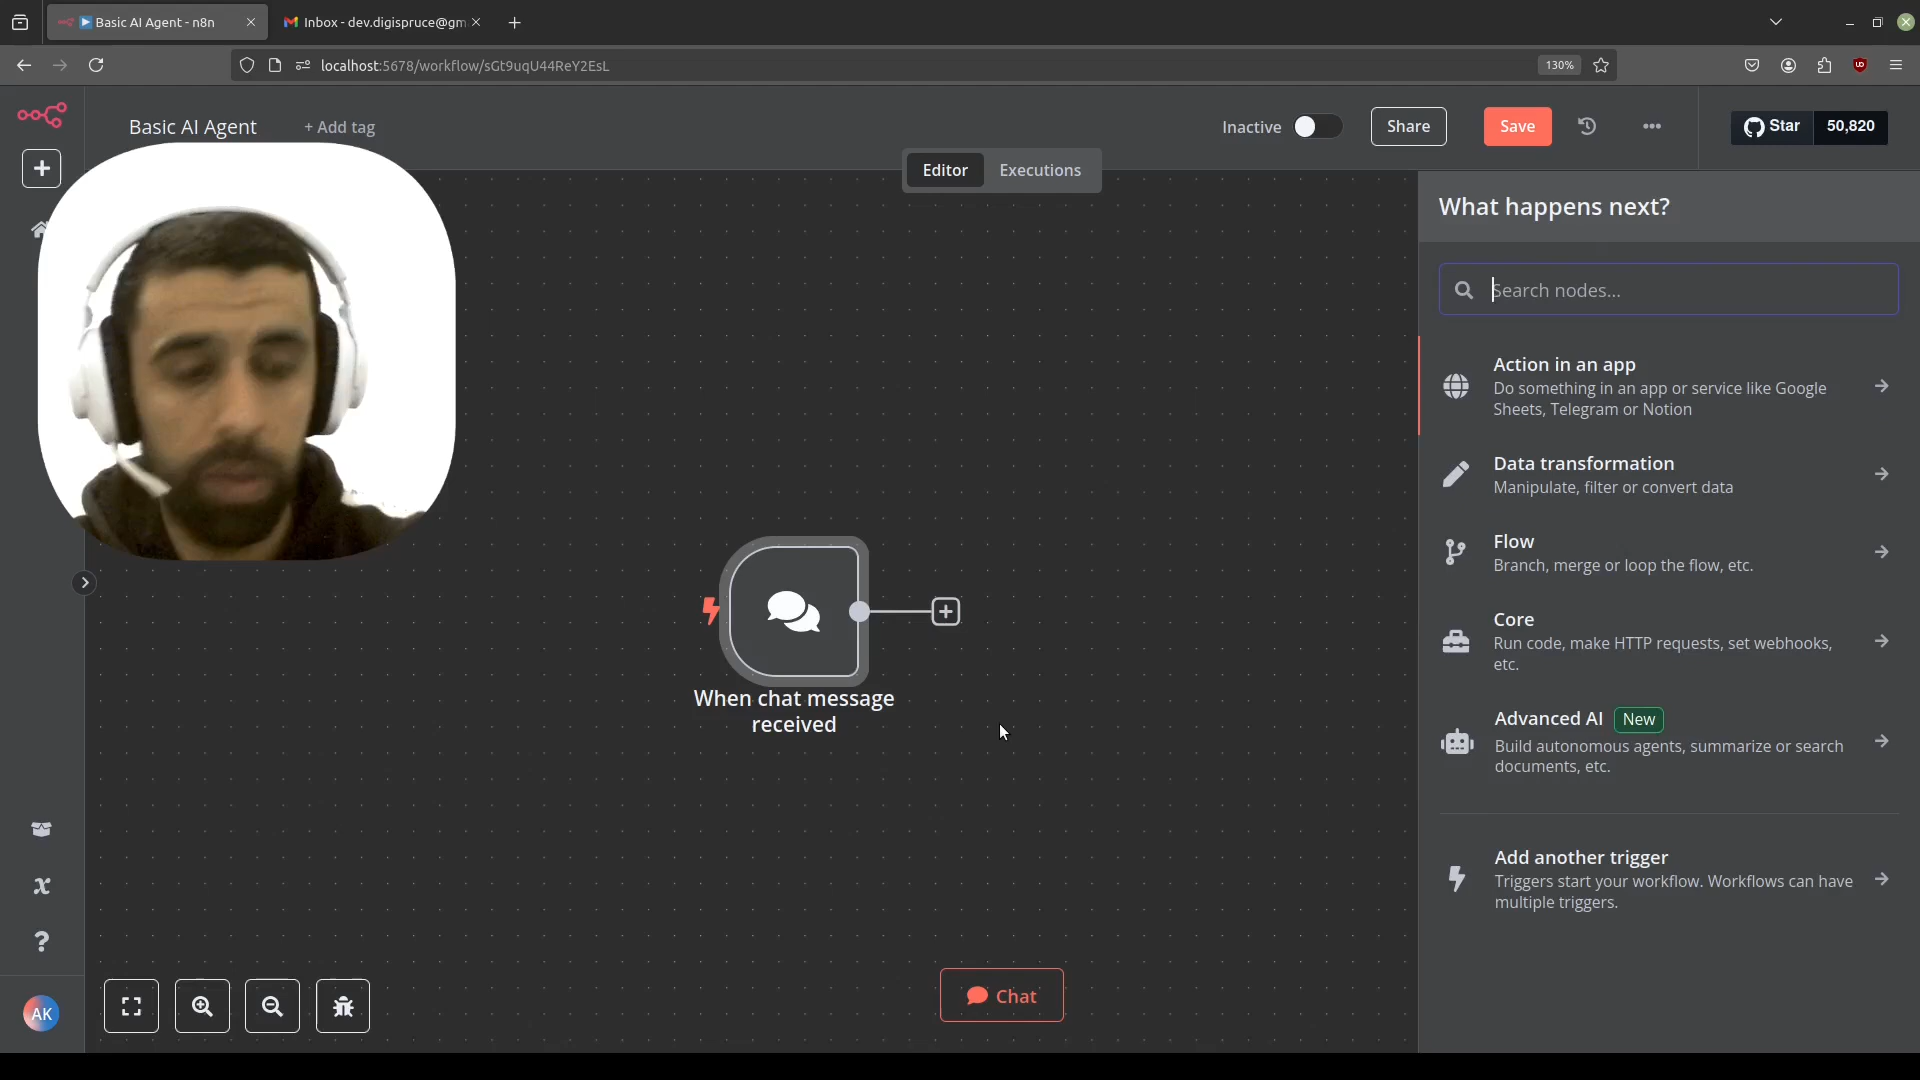 Basic AI Agent - n8n
Inbox - dev.digispruce@gm
localhost:5678/workflow/sGt9uqU44ReY2EsL
130%
Basic AI Agent
+ Add tag
Inactive
Share
Save
Star
50,820
Editor
Executions
What happens next?
Search nodes...
Action in an app
Do something in an app or service like Google
Sheets, Telegram or Notion
Data transformation
Manipulate, filter or convert data
Flow
Branch, merge or loop the flow, etc.
Core
Run code, make HTTP requests, set webhooks,
etc.
Advanced AI New
Build autonomous agents, summarize or search
documents, etc.
Add another trigger
Triggers start your workflow. Workflows can have
multiple triggers.
When chat message
received
Chat
AK